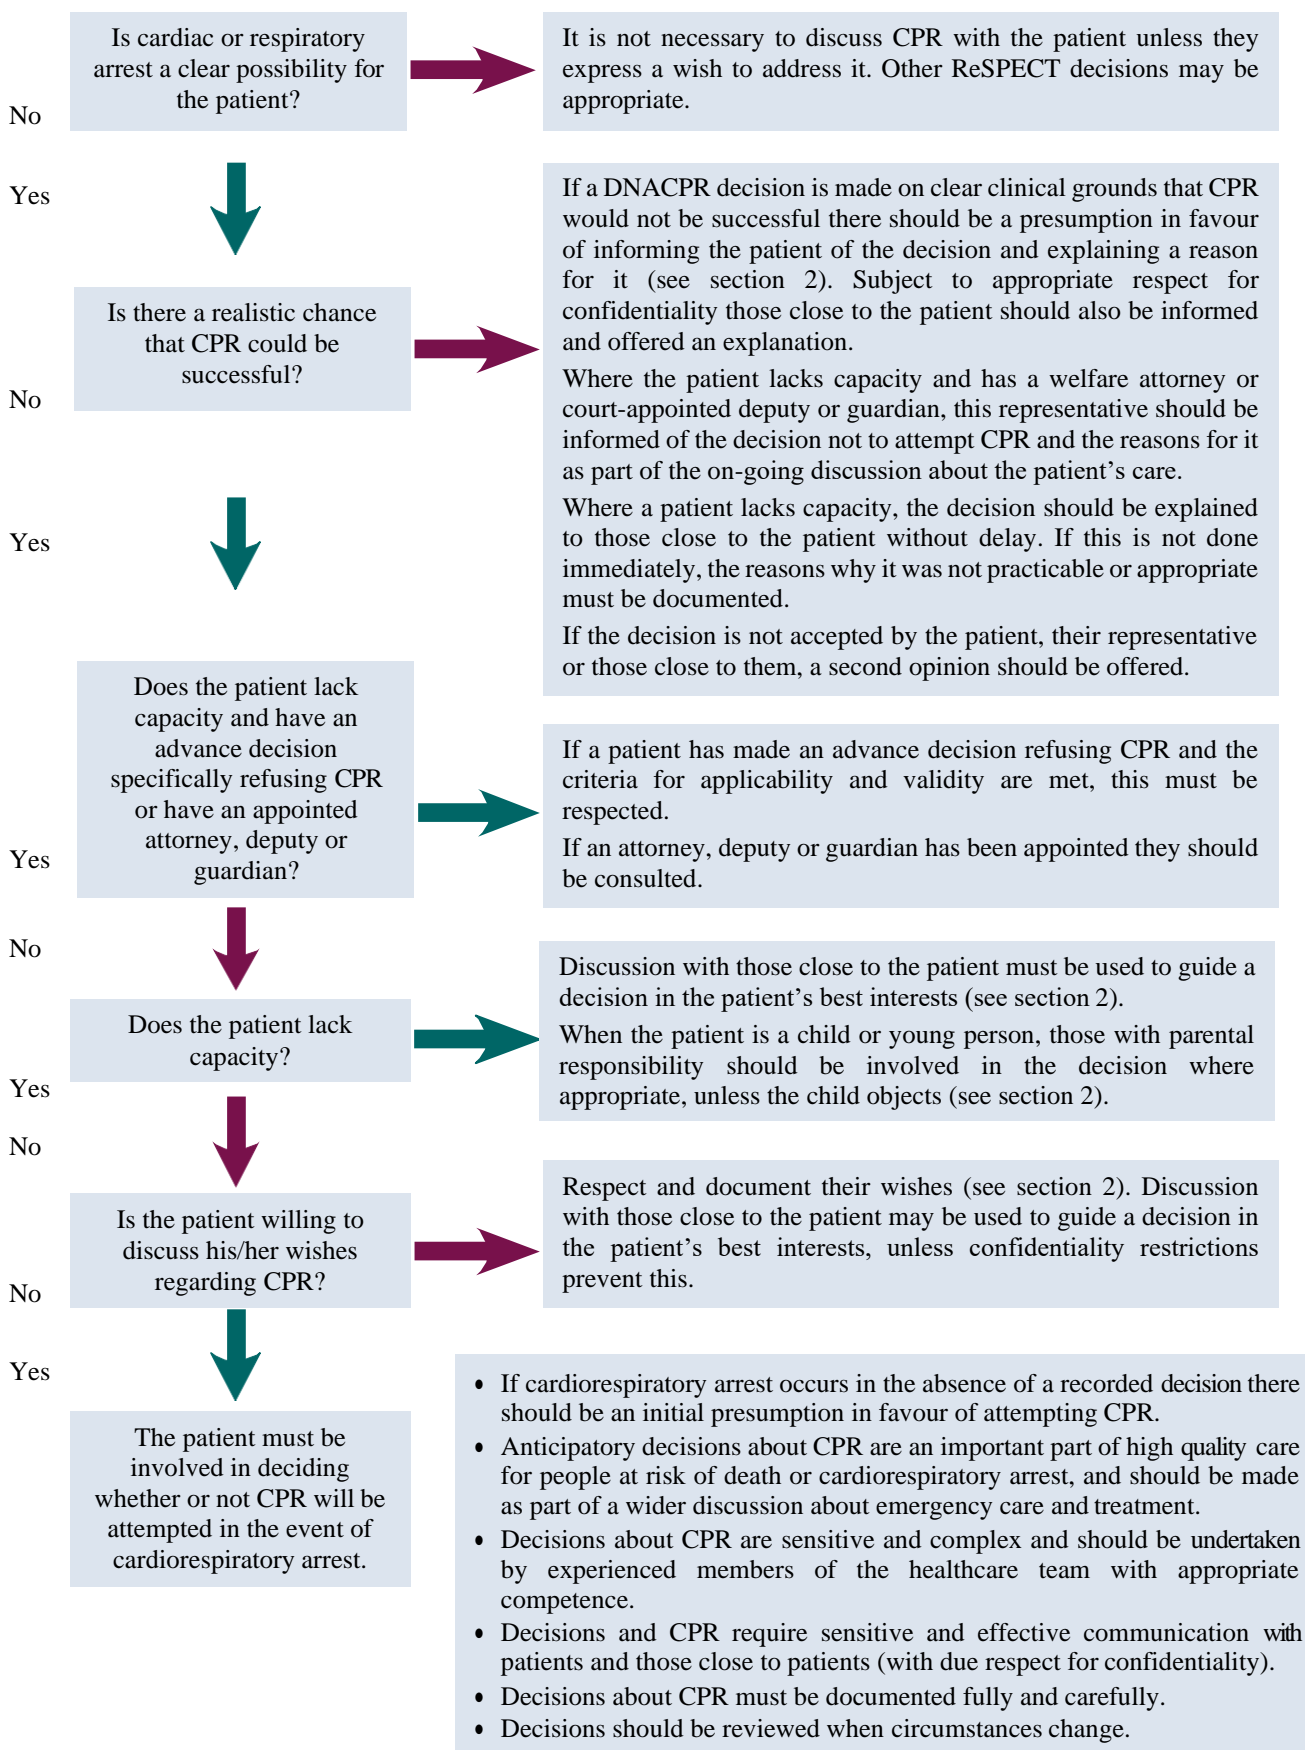 Is cardiac or respiratory
arrest a clear possibility for
the patient?
It is not necessary to discuss CPR with the patient unless they
express a wish to address it. Other ReSPECT decisions may be
appropriate.
No
Yes
Is there a realistic chance
that CPR could be
successful?
If a DNACPR decision is made on clear clinical grounds that CPR
would not be successful there should be a presumption in favour
of informing the patient of the decision and explaining a reason
for it (see section 2). Subject to appropriate respect for
confidentiality those close to the patient should also be informed
and offered an explanation.
Where the patient lacks capacity and has a welfare attorney or
court-appointed deputy or guardian, this representative should be
informed of the decision not to attempt CPR and the reasons for it
as part of the on-going discussion about the patient's care.
Where a patient lacks capacity, the decision should be explained
to those close to the patient without delay. If this is not done
immediately, the reasons why it was not practicable or appropriate
must be documented.
If the decision is not accepted by the patient, their representative
or those close to them, a second opinion should be offered.
No
Yes
Does the patient lack
capacity and have an
advance decision
specifically refusing CPR
or have an appointed
attorney, deputy or
guardian?
If a patient has made an advance decision refusing CPR and the
criteria for applicability and validity are met, this must be
respected.
If an attorney, deputy or guardian has been appointed they should
be consulted.
Yes
No
Does the patient lack
capacity?
Discussion with those close to the patient must be used to guide a
decision in the patient's best interests (see section 2).
When the patient is a child or young person, those with parental
responsibility should be involved in the decision where
appropriate, unless the child objects (see section 2).
Yes
No
Is the patient willing to
discuss his/her wishes
regarding CPR?
Respect and document their wishes (see section 2). Discussion
with those close to the patient may be used to guide a decision in
the patient's best interests, unless confidentiality restrictions
prevent this.
No
Yes
The patient must be
involved in deciding
whether or not CPR will be
attempted in the event of
cardiorespiratory arrest.
• If cardiorespiratory arrest occurs in the absence of a recorded decision there
should be an initial presumption in favour of attempting CPR.
• Anticipatory decisions about CPR are an important part of high quality care
for people at risk of death or cardiorespiratory arrest, and should be made
as part of a wider discussion about emergency care and treatment.
• Decisions about CPR are sensitive and complex and should be undertaken
by experienced members of the healthcare team with appropriate
competence.
• Decisions and CPR require sensitive and effective communication with
patients and those close to patients (with due respect for confidentiality).
• Decisions about CPR must be documented fully and carefully.
• Decisions should be reviewed when circumstances change.